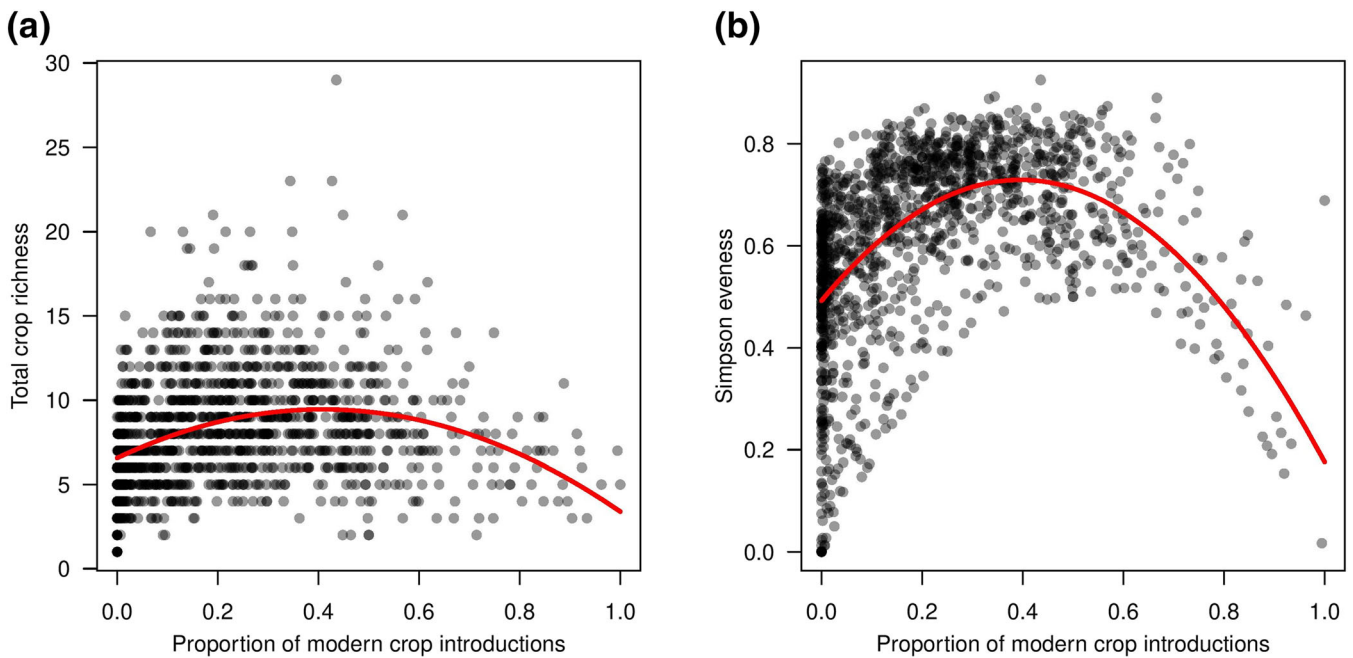 (a)
30
25
20
15
10
5
0
Total crop richness
0.0 0.2 0.4 0.6 0.8 1.0
Proportion of modern crop introductions
(b)
0.8
0.6
0.4
0.2
0.0
Simpson eveness
0.0 0.2 0.4 0.6 0.8 1.0
Proportion of modern crop introductions